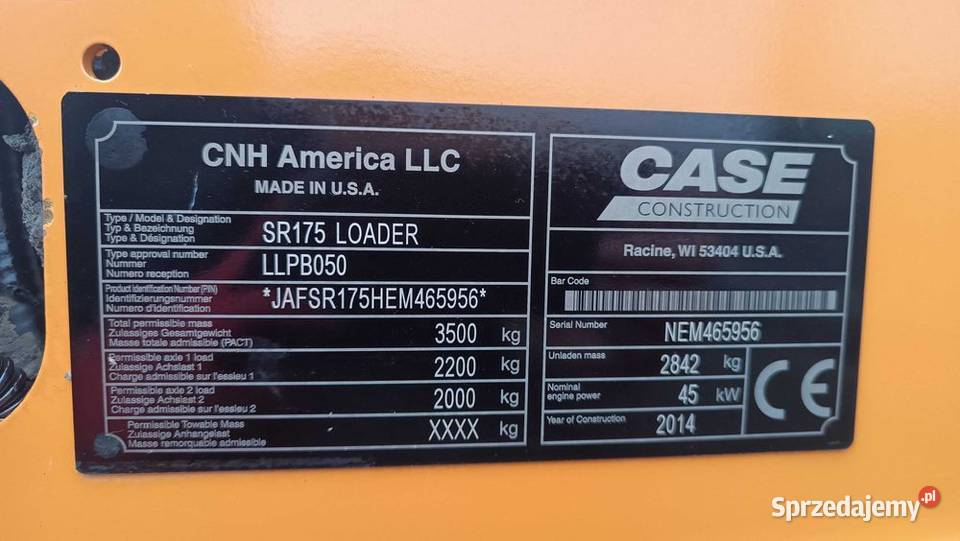 CNH America LLC
MADE IN U.S.A.
Type / Model & Designation
Typ & Bezeichnung
Type & Désignation
SR175 LOADER
Type approval number
Nummer
Numero reception
LLPB050
Product Identification Number (PIN)
Identifizierungsnummer
Numéro d'identification
*JAFSR175HEM465956*
Total permissible mass
Zulassiges Gesamtgewicht
Masse totale admissible (PACT)
3500 kg
Permissible axle 1 load
Zulassige Achslast 1
Charge admissible sur l'essieu 1
2200 kg
Permissible axle 2 load
Zulassige Achslast 2
Charge admissible sur l'essieu 2
2000 kg
Permissible Towable Mass
Zulassige Anhangelast
Masse remorquable admissible
XXXX kg
CASE
CONSTRUCTION
Racine, WI 53404 U.S.A.
Bar Code
Serial Number
NEM465956
Unladen mass
2842 kg
Nominal
engine power
45 kW
Year of Construction
2014
CE
Sprzedajemy.pl